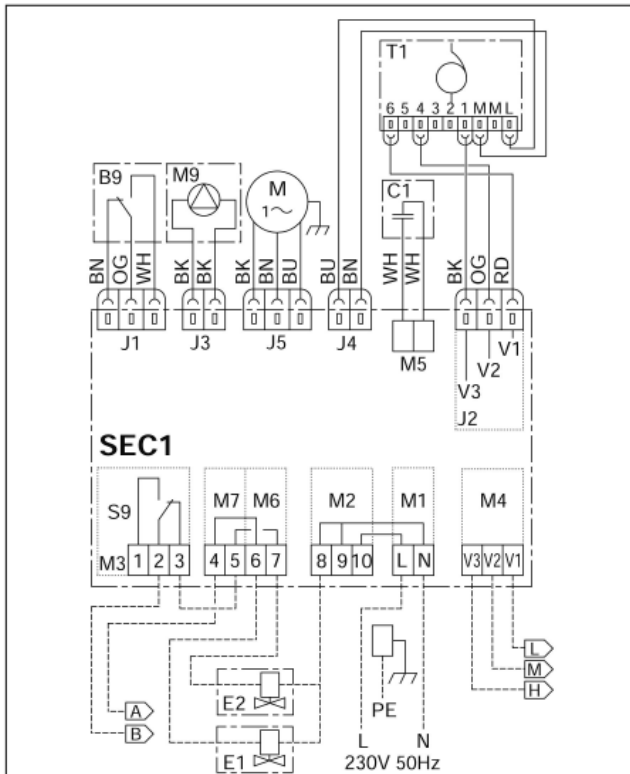 T1
6 5 4 3 2 1 M M L
B9
M9
M
1~
C1
BN OG WH
BK BK
BK BN BU
BU BN
WH WH
BK OG RD
J1
J3
J5
J4
M5
V1
V2
V3
J2
SEC1
S9
M7 M6
M2
M1
M4
M3 1 2 3
4 5 6 7
8 9 10
L N
V3 V2 V1
L
M
H
A
B
E2
E1
PE
L N
230V 50Hz